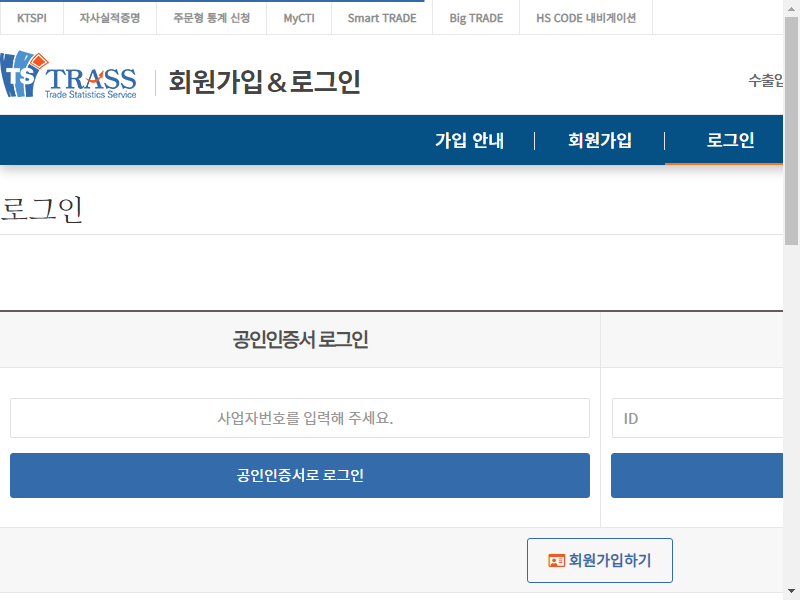 KTSPI 자사실적증명 주문형 통계 신청 MyCTI Smart TRADE Big TRADE HS CODE 내비게이션
TS TRASS
Trade Statistics Service
회원가입 & 로그인
수출입
가입 안내 회원가입 로그인
로그인
공인인증서 로그인
사업자번호를 입력해 주세요.
ID
공인인증서로 로그인
회원가입하기